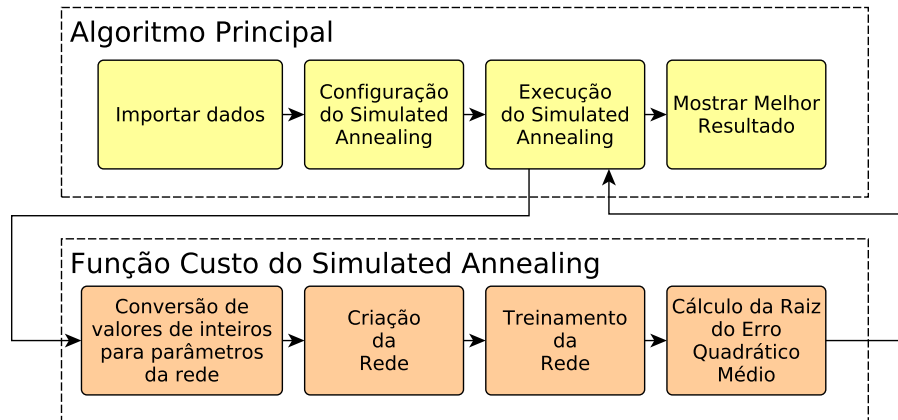 Algoritmo Principal
Importar dados
Configuração
do Simulated
Annealing
Execução
do Simulated
Annealing
Mostrar Melhor
Resultado
Função Custo do Simulated Annealing
Conversão de
valores de inteiros
para parâmetros
da rede
Criação
da
Rede
Treinamento
da
Rede
Cálculo da Raiz
do Erro
Quadrático
Médio